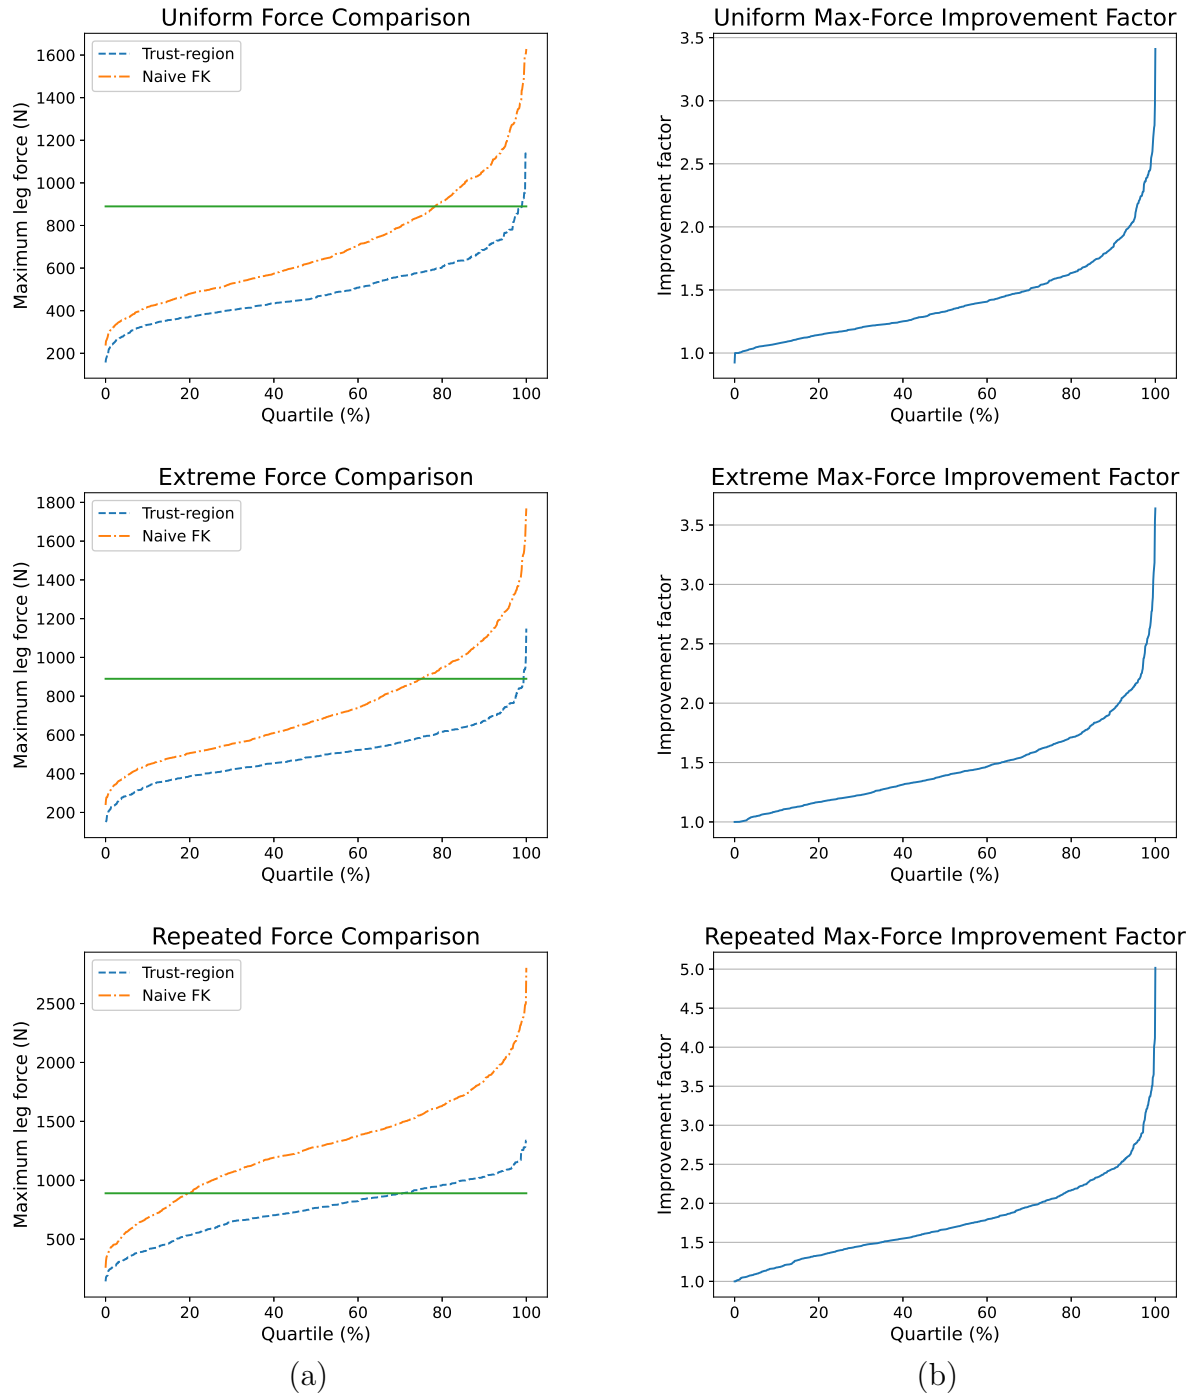 Uniform Force Comparison
Maximum leg force (N)
1600
1400
1200
1000
800
600
400
200
Trust-region
Naive FK
0 20 40 60 80 100
Quartile (%)
Uniform Max-Force Improvement Factor
Improvement factor
3.5
3.0
2.5
2.0
1.5
1.0
0 20 40 60 80 100
Quartile (%)
Extreme Force Comparison
Maximum leg force (N)
1800
1600
1400
1200
1000
800
600
400
200
Trust-region
Naive FK
0 20 40 60 80 100
Quartile (%)
Extreme Max-Force Improvement Factor
Improvement factor
3.5
3.0
2.5
2.0
1.5
1.0
0 20 40 60 80 100
Quartile (%)
Repeated Force Comparison
Maximum leg force (N)
2500
2000
1500
1000
500
Trust-region
Naive FK
0 20 40 60 80 100
Quartile (%)
Repeated Max-Force Improvement Factor
Improvement factor
5.0
4.5
4.0
3.5
3.0
2.5
2.0
1.5
1.0
0 20 40 60 80 100
Quartile (%)
(a)
(b)